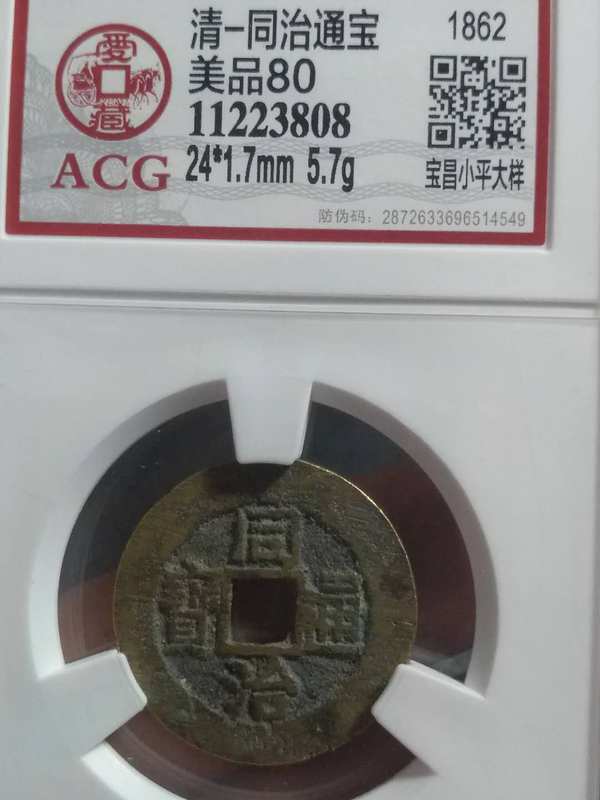 愛藏
ACG
清-同治通宝
1862
美品80
11223808
24*1.7mm 5.7g
宝昌小平大样
防伪码：2872633696514549
同治通寶